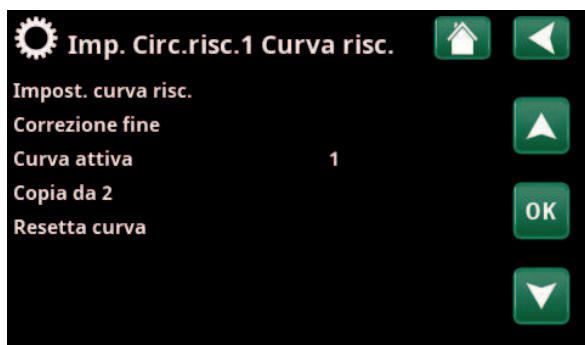 Imp. Circ.risc.1 Curva risc.
Impost. curva risc.
Correzione fine
Curva attiva 1
Copia da 2
OK
Resetta curva